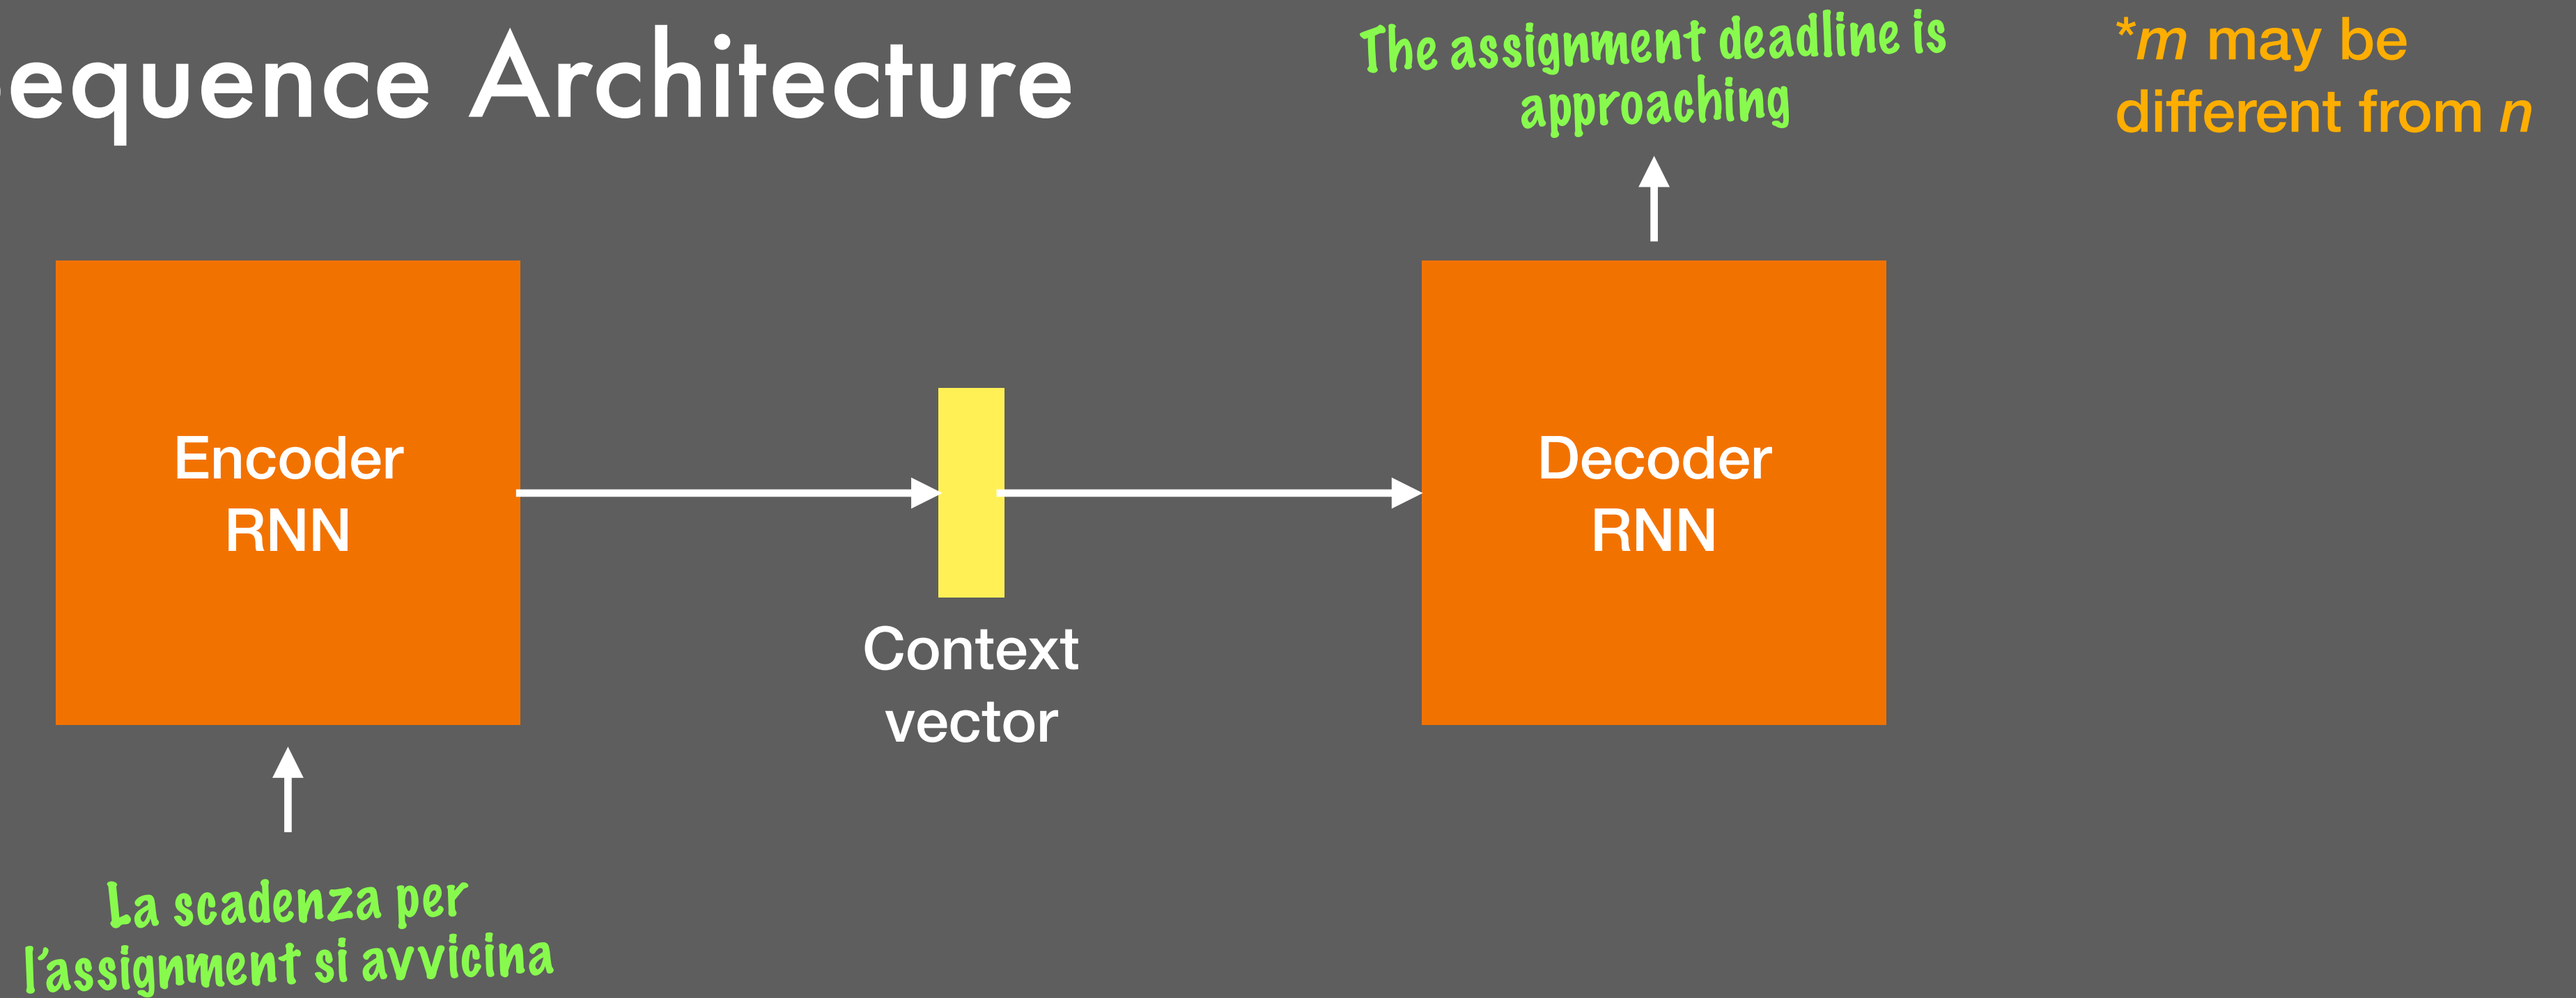 equence Architecture
The assignment deadline is
approaching
*m may be
different from n
Encoder
RNN
Context
vector
Decoder
RNN
La scadenza per
l'assignment si avvicina